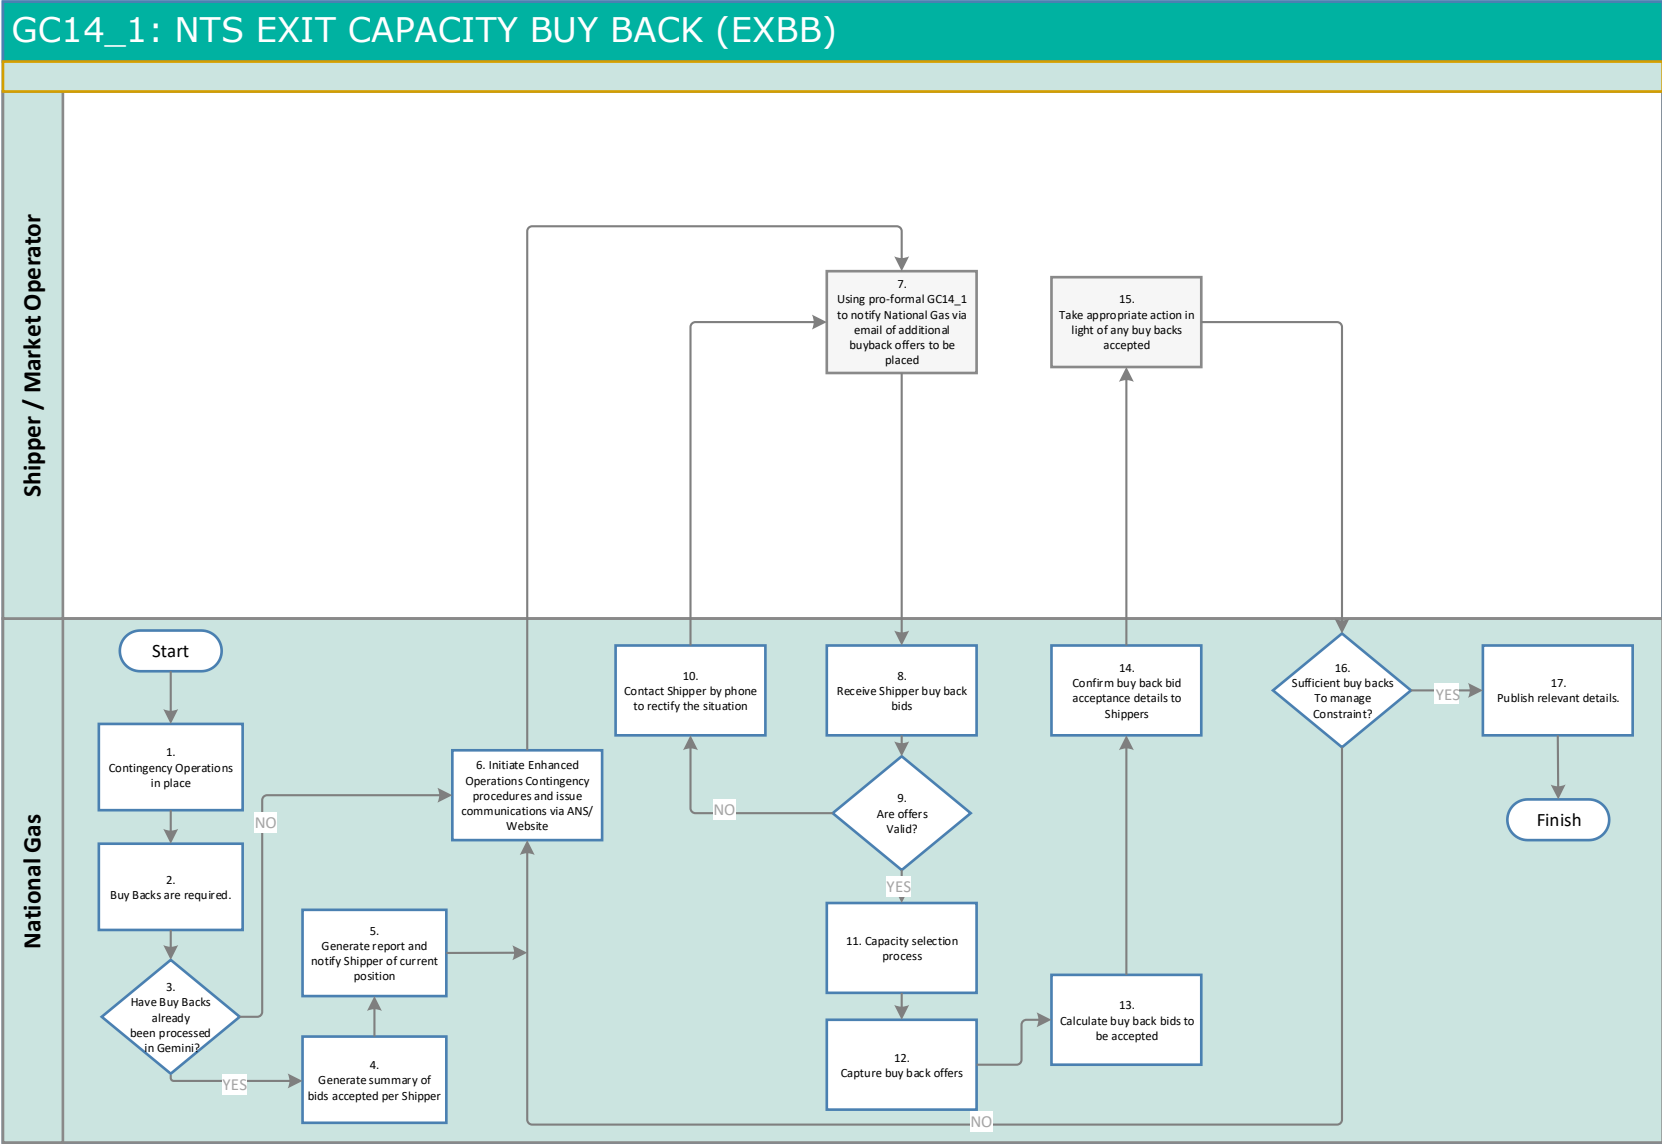 GC14_1: NTS EXIT CAPACITY BUY BACK (EXBB)
Shipper / Market Operator
7.
Using pro-formal GC14_1
to notify National Gas via
email of additional
buyback offers to be
placed
15.
Take appropriate action in
light of any buy backs
accepted
National Gas
Start
1.
Contingency Operations
in place
2.
Buy Backs are required.
3.
Have Buy Backs
already
been processed
in Gemini?
NO
YES
4.
Generate summary of
bids accepted per Shipper
5.
Generate report and
notify Shipper of current
position
6. Initiate Enhanced
Operations Contingency
procedures and issue
communications via ANS/
Website
10.
Contact Shipper by phone
to rectify the situation
8.
Receive Shipper buy back
bids
9.
Are offers
Valid?
NO
YES
11. Capacity selection
process
12.
Capture buy back offers
13.
Calculate buy back bids to
be accepted
14.
Confirm buy back bid
acceptance details to
Shippers
16.
Sufficient buy backs
To manage
Constraint?
YES
NO
17.
Publish relevant details.
Finish